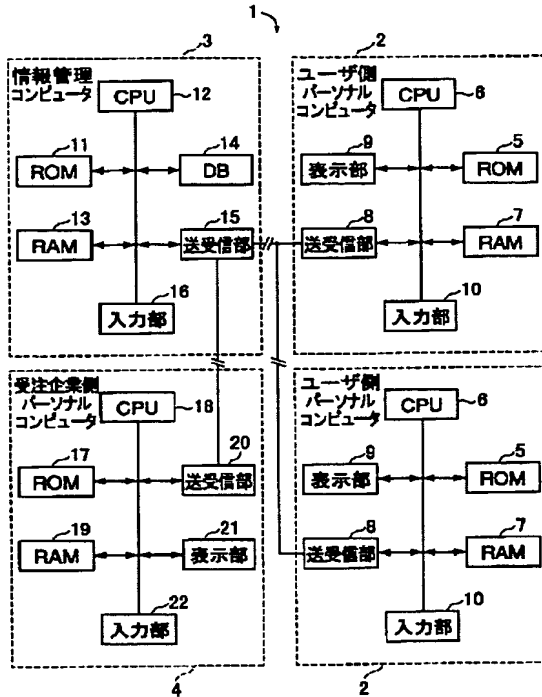 1
3
情報管理
コンピュータ
CPU
12
11
ROM
14
DB
13
RAM
15
送受信部
16
入力部
2
ユーザ側
パーソナル
コンピュータ
CPU
6
9
表示部
5
ROM
8
送受信部
7
RAM
10
入力部
受注企業側
パーソナル
コンピュータ
CPU
18
17
ROM
20
送受信部
19
RAM
21
表示部
22
入力部
4
ユーザ側
パーソナル
コンピュータ
CPU
6
9
表示部
5
ROM
8
送受信部
7
RAM
10
入力部
2